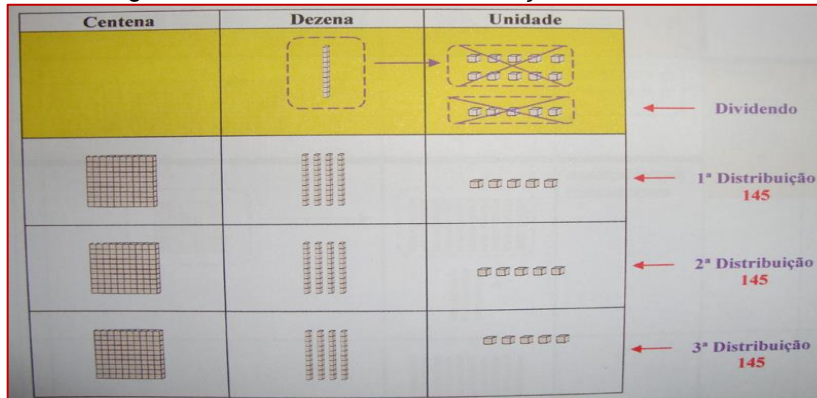 Centena
Dezena
Unidade
Dividendo
1ª Distribuição
145
2ª Distribuição
145
3ª Distribuição
145